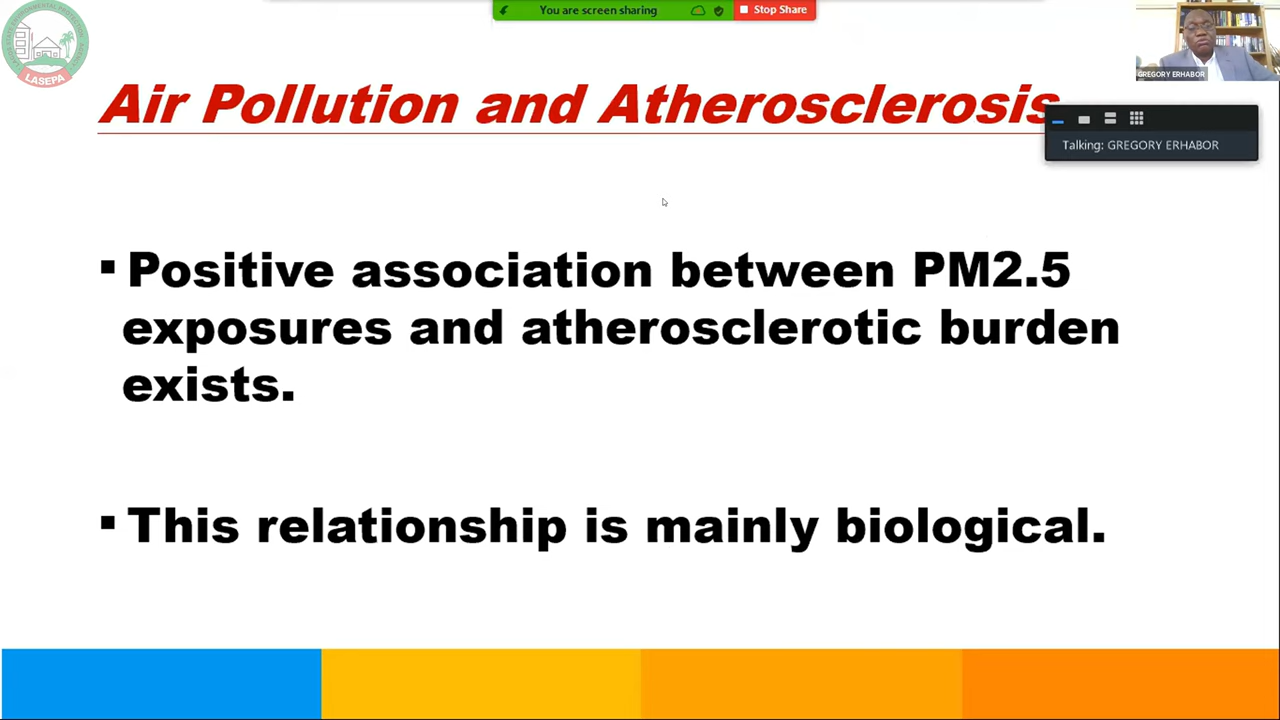 You are screen sharing
Stop Share
LASEPA
GREGORY ERHABOR
Air Pollution and Atherosclerosis
Talking: GREGORY ERHABOR
▪ Positive association between PM2.5
exposures and atherosclerotic burden
exists.
▪ This relationship is mainly biological.